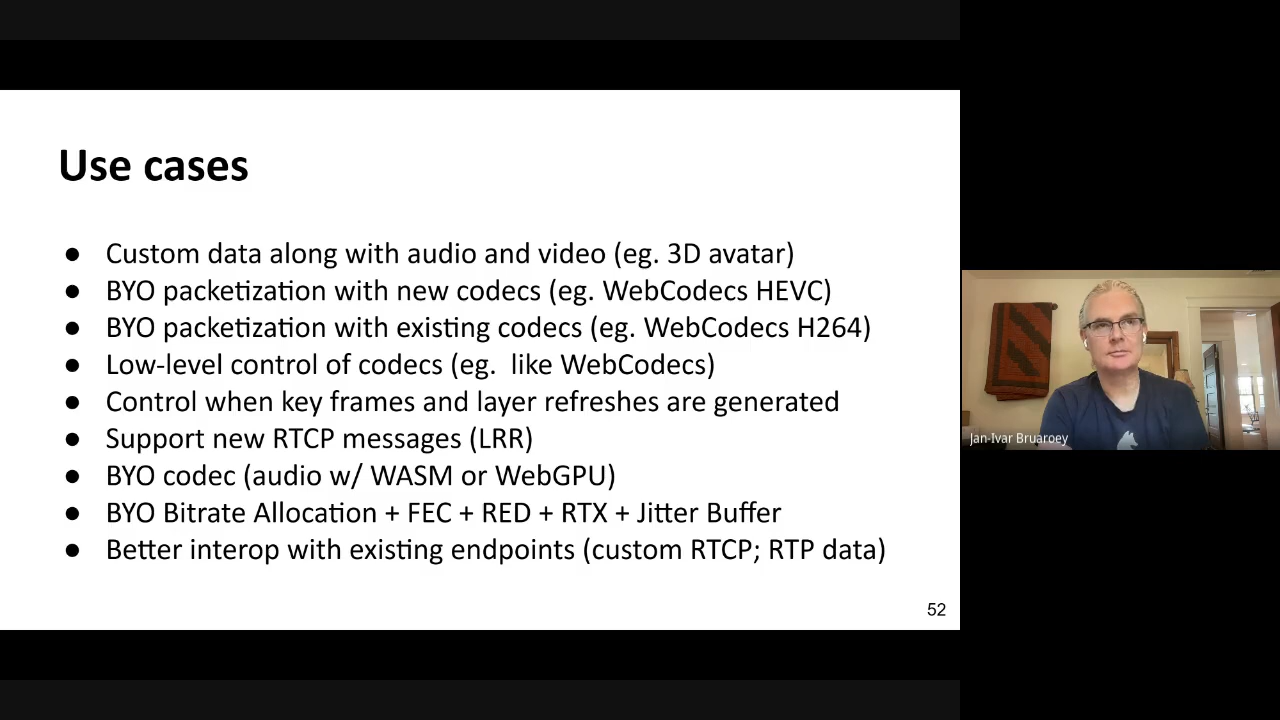 Use cases
● Custom data along with audio and video (eg. 3D avatar)
● BYO packetization with new codecs (eg. WebCodecs HEVC)
● BYO packetization with existing codecs (eg. WebCodecs H264)
● Low-level control of codecs (eg.  like WebCodecs)
● Control when key frames and layer refreshes are generated
● Support new RTCP messages (LRR)
● BYO codec (audio w/ WASM or WebGPU)
● BYO Bitrate Allocation + FEC + RED + RTX + Jitter Buffer
● Better interop with existing endpoints (custom RTCP; RTP data)
52
Jan-Ivar Bruaroey